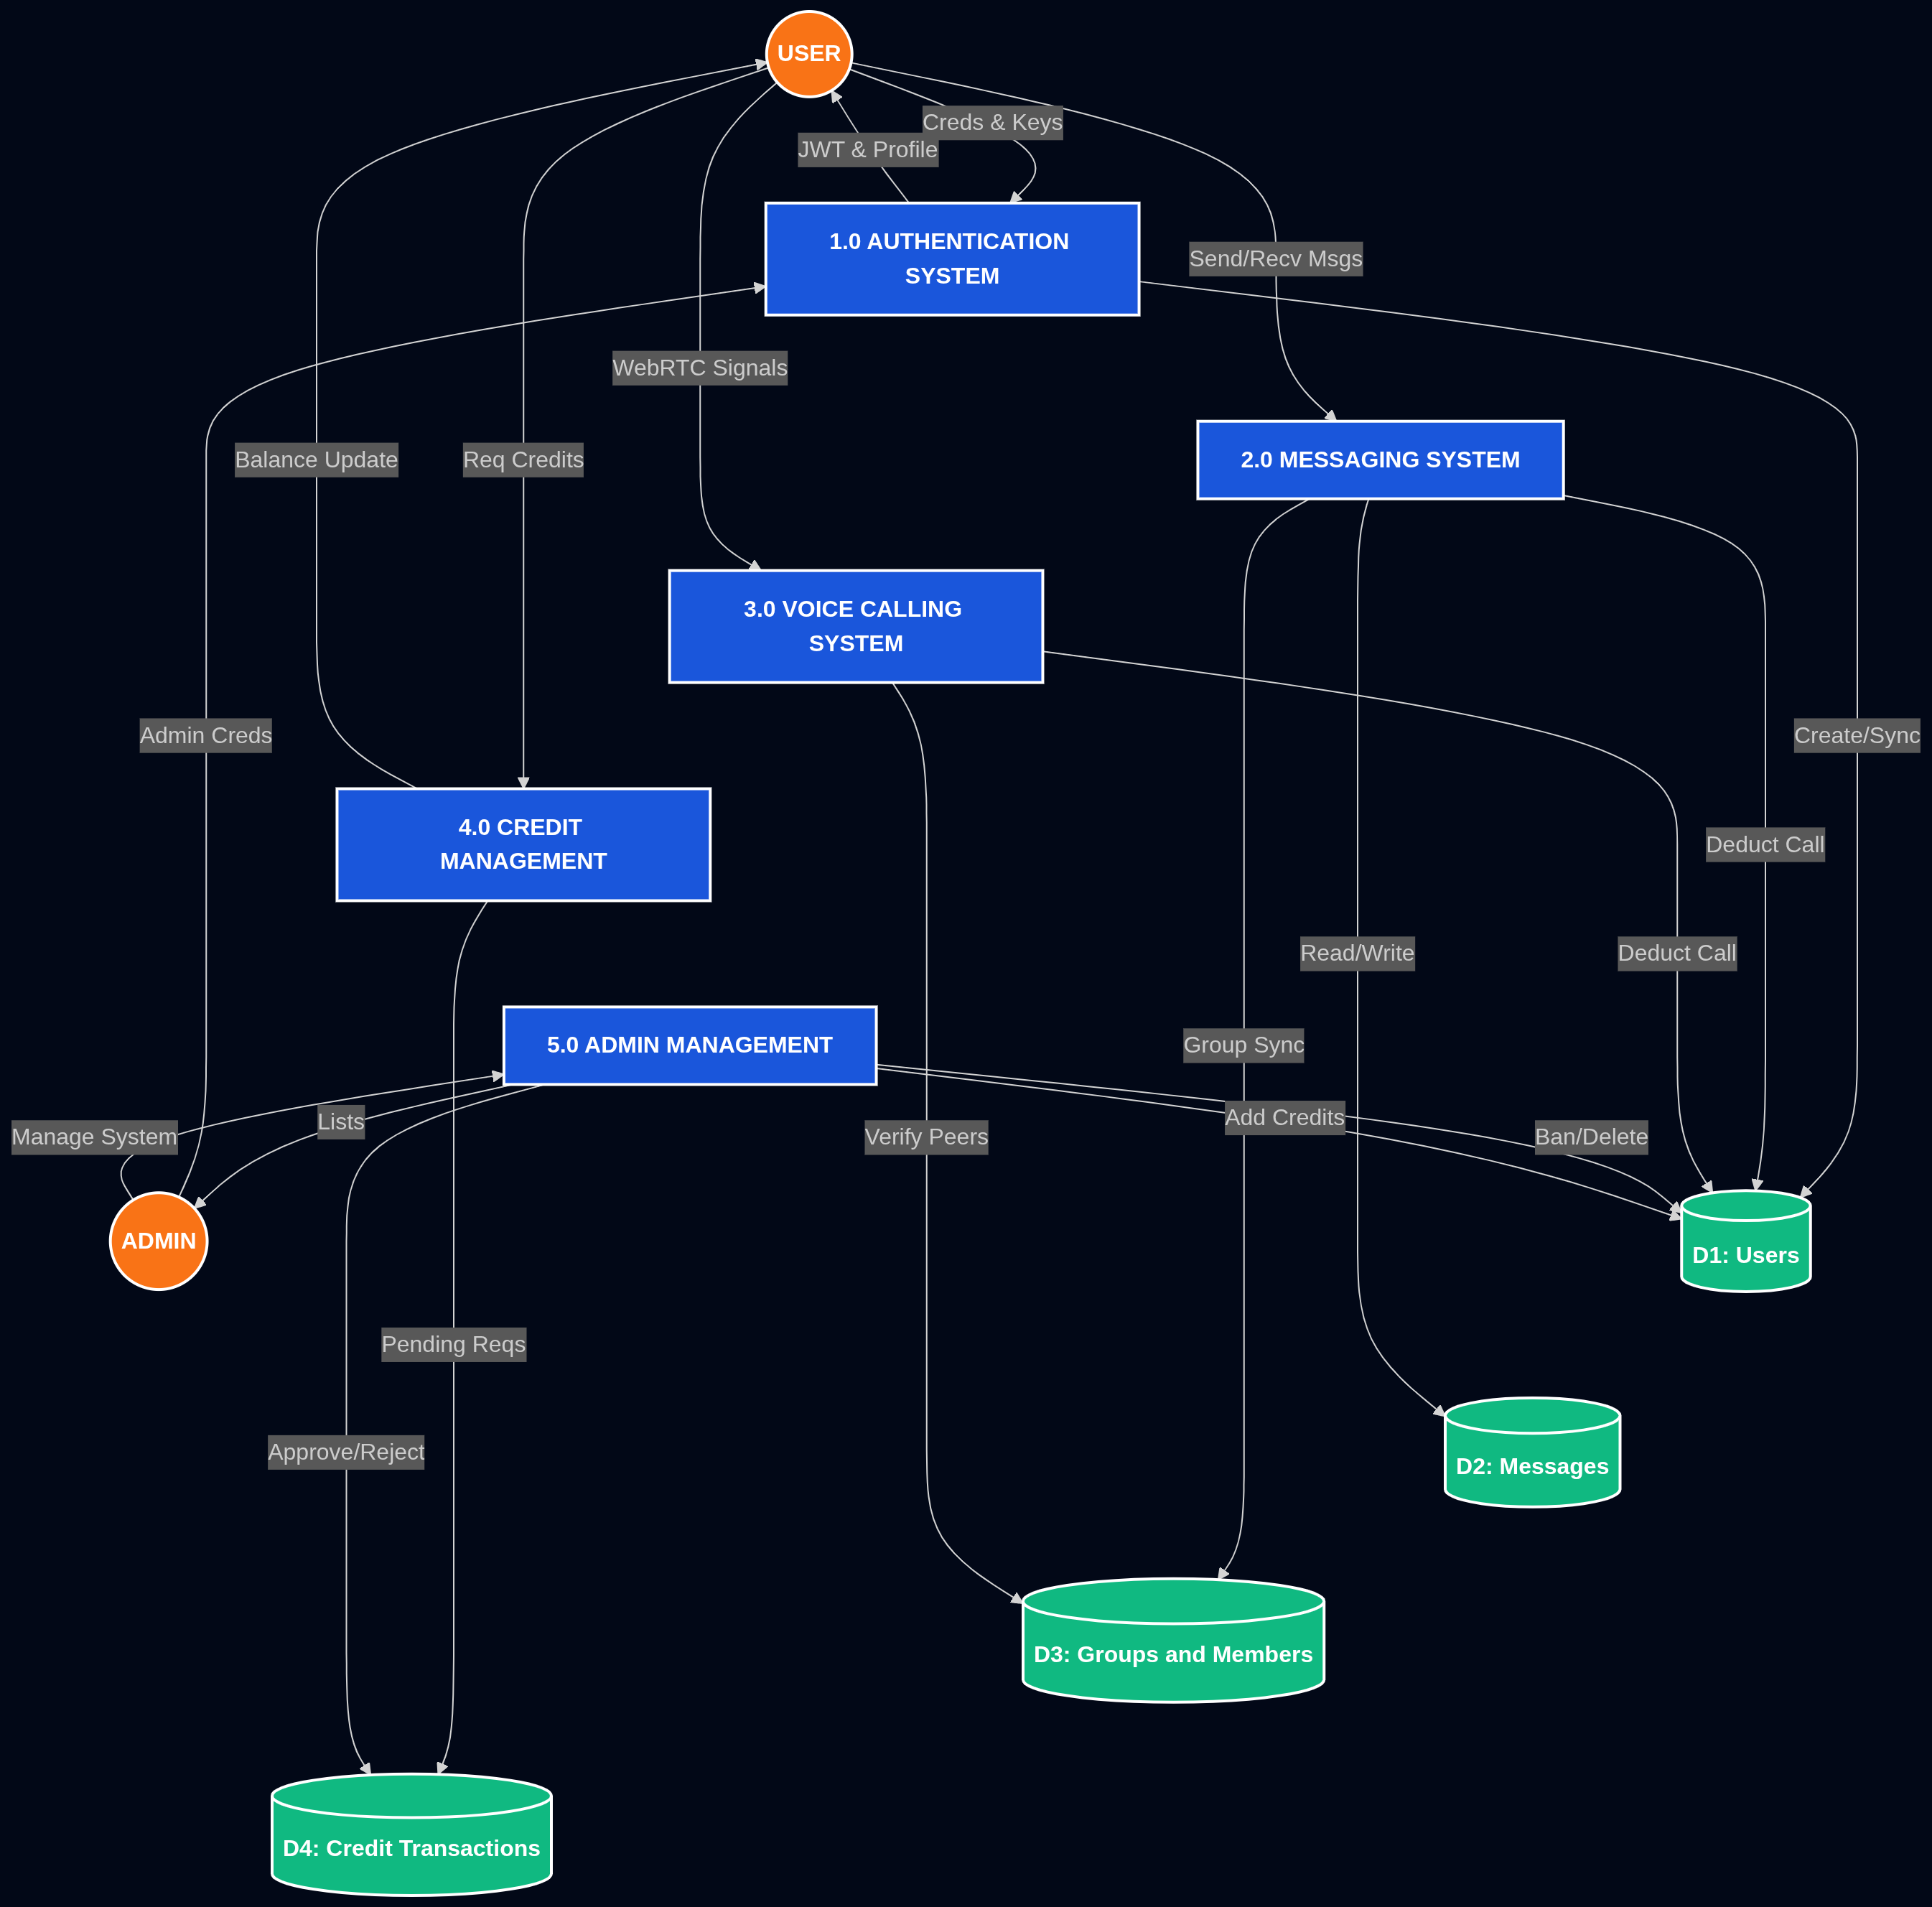 USER
Creds & Keys
JWT & Profile
1.0 AUTHENTICATION
SYSTEM
Send/Recv Msgs
WebRTC Signals
Balance Update
Req Credits
2.0 MESSAGING SYSTEM
3.0 VOICE CALLING
SYSTEM
Admin Creds
Create/Sync
4.0 CREDIT
MANAGEMENT
Deduct Call
Read/Write
Deduct Call
5.0 ADMIN MANAGEMENT
Group Sync
Lists
Add Credits
Manage System
Verify Peers
Ban/Delete
ADMIN
D1: Users
Pending Reqs
Approve/Reject
D2: Messages
D3: Groups and Members
D4: Credit Transactions